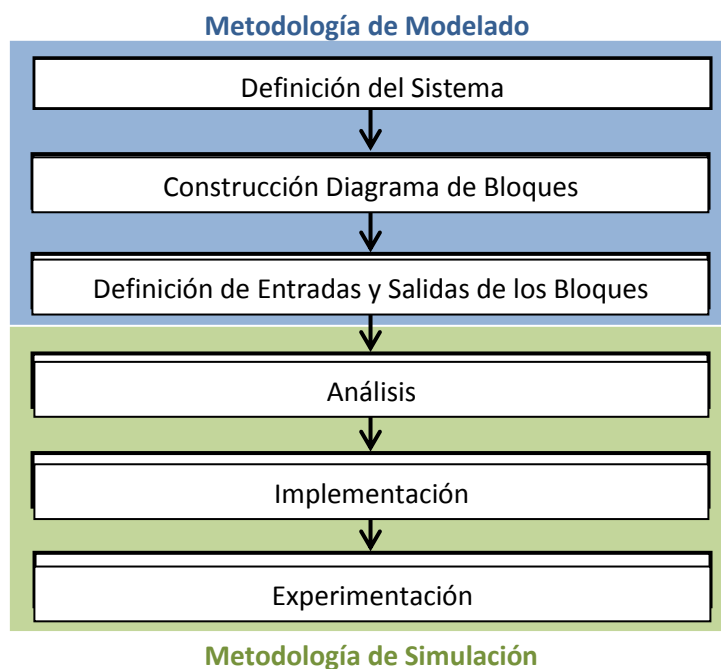 Metodología de Modelado
Definición del Sistema
Construcción Diagrama de Bloques
Definición de Entradas y Salidas de los Bloques
Análisis
Implementación
Experimentación
Metodología de Simulación